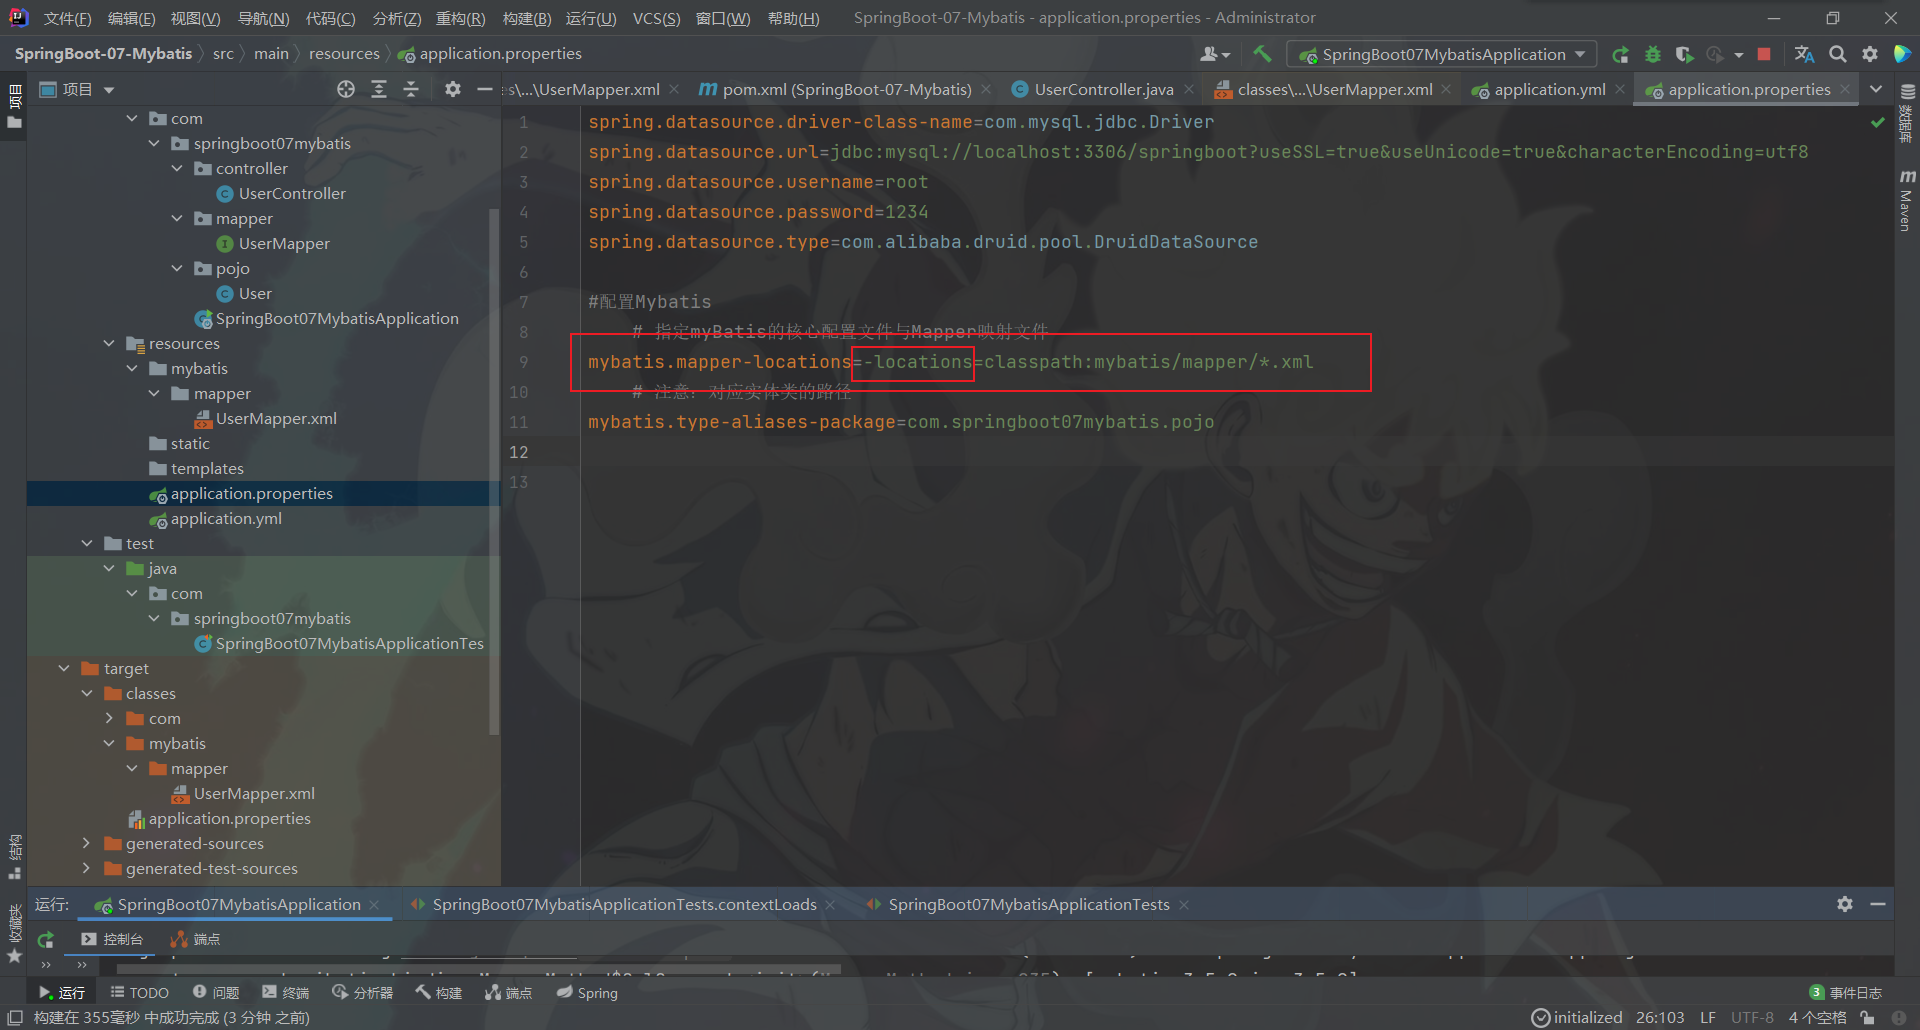 文件(F) 编辑(E) 视图(V) 导航(N) 代码(C) 分析(Z) 重构(R) 构建(B) 运行(U) VCS(S) 窗口(W) 帮助(H) SpringBoot-07-Mybatis - application.properties - Administrator
SpringBoot-07-Mybatis src main resources application.properties SpringBoot07MybatisApplication
项目 项目 \...\UserMapper.xml pom.xml (SpringBoot-07-Mybatis) UserController.java classes\...\UserMapper.xml application.yml application.properties
数据库
Maven
com
springboot07mybatis
controller
UserController
mapper
UserMapper
pojo
User
SpringBoot07MybatisApplication
resources
mybatis
mapper
UserMapper.xml
static
templates
application.properties
application.yml
test
java
com
springboot07mybatis
SpringBoot07MybatisApplicationTes
target
classes
com
mybatis
mapper
UserMapper.xml
application.properties
generated-sources
generated-test-sources
结构
收藏夹
1 spring.datasource.driver-class-name=com.mysql.jdbc.Driver
2 spring.datasource.url=jdbc:mysql://localhost:3306/springboot?useSSL=true&useUnicode=true&characterEncoding=utf8
3 spring.datasource.username=root
4 spring.datasource.password=1234
5 spring.datasource.type=com.alibaba.druid.pool.DruidDataSource
6
7 #配置Mybatis
8 # 指定myBatis的核心配置文件与Mapper映射文件
9 mybatis.mapper-locations=-locations=classpath:mybatis/mapper/*.xml
10 # 注意：对应实体类的路径
11 mybatis.type-aliases-package=com.springboot07mybatis.pojo
12
13
运行: SpringBoot07MybatisApplication SpringBoot07MybatisApplicationTests.contextLoads SpringBoot07MybatisApplicationTests
控制台 端点
运行 TODO 问题 终端 分析器 构建 端点 Spring 3 事件日志
构建在 355毫秒 中成功完成 (3 分钟 之前) initialized 26:103 LF UTF-8 4 个空格